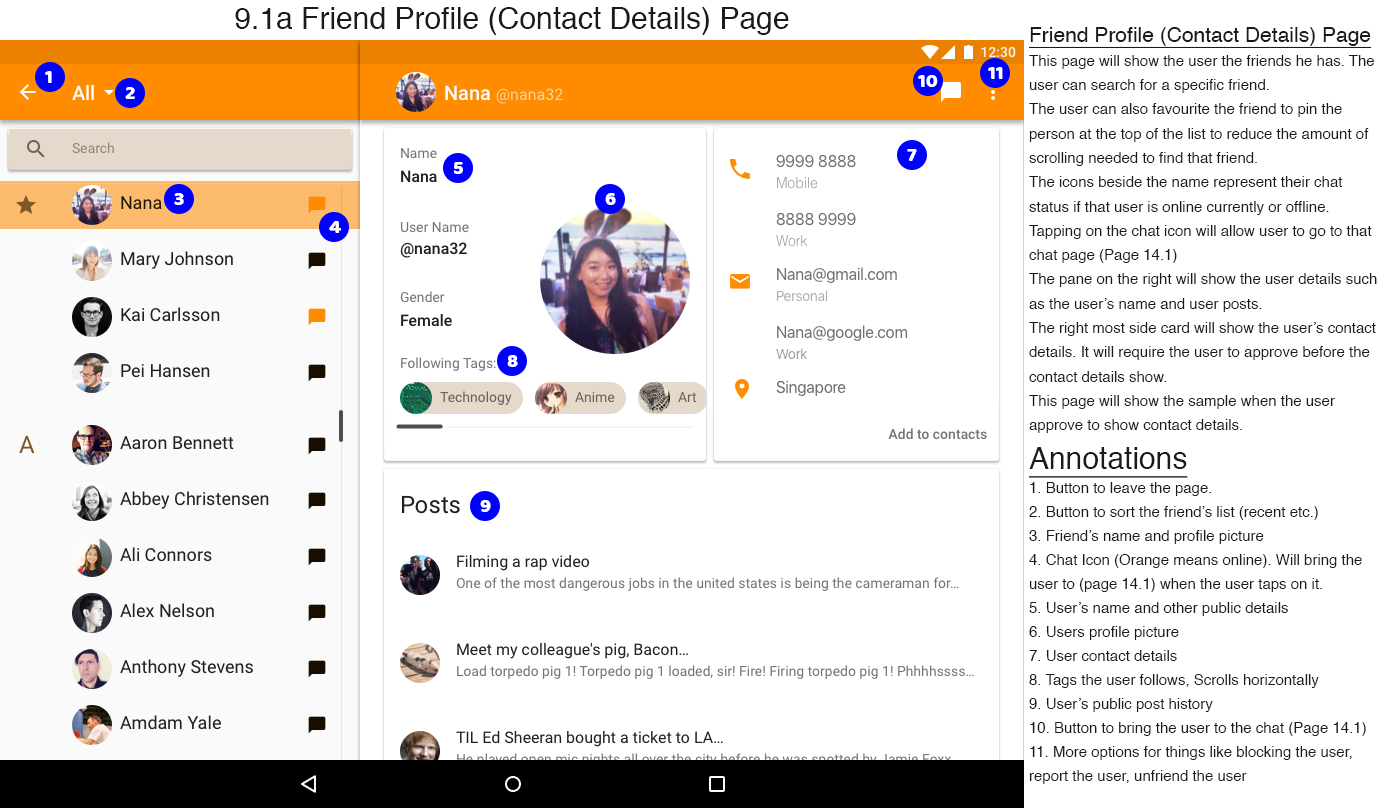 9.1a Friend Profile (Contact Details) Page
12:30
1
All
2
Search
Nana
3
4
Mary Johnson
Kai Carlsson
Pei Hansen
A
Aaron Bennett
Abbey Christensen
Ali Connors
Alex Nelson
Anthony Stevens
Amdam Yale
Nana @nana32
10
11
Name
Nana
5
User Name
@nana32
Gender
Female
6
Following Tags:
8
Technology
Anime
Art
7
9999 8888
Mobile
8888 9999
Work
Nana@gmail.com
Personal
Nana@google.com
Work
Singapore
Add to contacts
Posts
9
Filming a rap video
One of the most dangerous jobs in the united states is being the cameraman for...
Meet my colleague's pig, Bacon...
Load torpedo pig 1! Torpedo pig 1 loaded, sir! Fire! Firing torpedo pig 1! Phhhhssss...
TIL Ed Sheeran bought a ticket to LA...
He played open mic nights all over the city before he was spotted by Jamie Foxx
Friend Profile (Contact Details) Page
This page will show the user the friends he has. The
user can search for a specific friend.
The user can also favourite the friend to pin the
person at the top of the list to reduce the amount of
scrolling needed to find that friend.
The icons beside the name represent their chat
status if that user is online currently or offline.
Tapping on the chat icon will allow user to go to that
chat page (Page 14.1)
The pane on the right will show the user details such
as the user's name and user posts.
The right most side card will show the user's contact
details. It will require the user to approve before the
contact details show.
This page will show the sample when the user
approve to show contact details.
Annotations
1. Button to leave the page.
2. Button to sort the friend's list (recent etc.)
3. Friend's name and profile picture
4. Chat Icon (Orange means online). Will bring the
user to (page 14.1) when the user taps on it.
5. User's name and other public details
6. Users profile picture
7. User contact details
8. Tags the user follows, Scrolls horizontally
9. User's public post history
10. Button to bring the user to the chat (Page 14.1)
11. More options for things like blocking the user,
report the user, unfriend the user